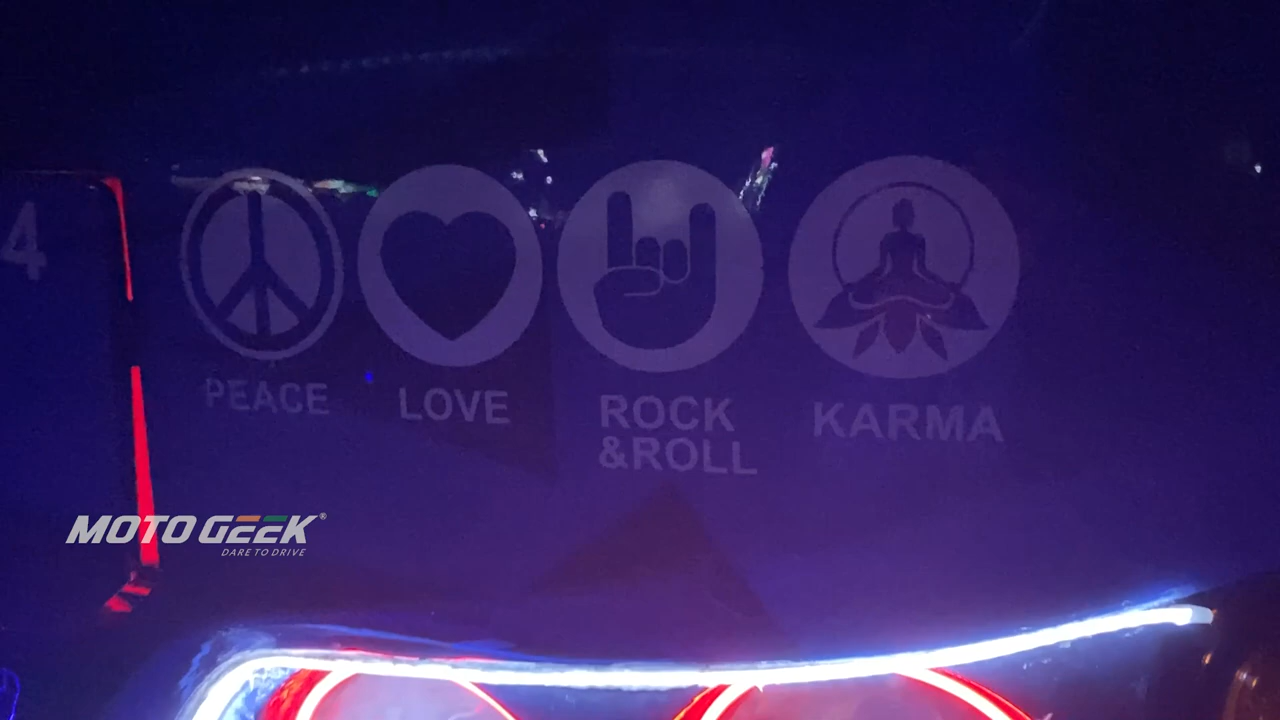 4
PEACE
LOVE
ROCK
&ROLL
KARMA
MOTO GEEK®
DARE TO DRIVE